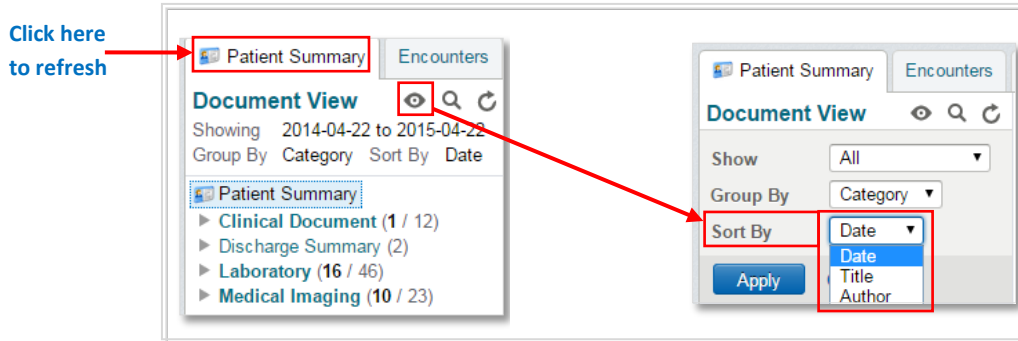 Click here
to refresh
Patient Summary Encounters
Document View
Showing 2014-04-22 to 2015-04-22
Group By Category Sort By Date
Patient Summary
Clinical Document (1 / 12)
Discharge Summary (2)
Laboratory (16 / 46)
Medical Imaging (10 / 23)
Patient Summary Encounters
Document View
Show All
Group By Category
Sort By Date
Date
Title
Author
Apply